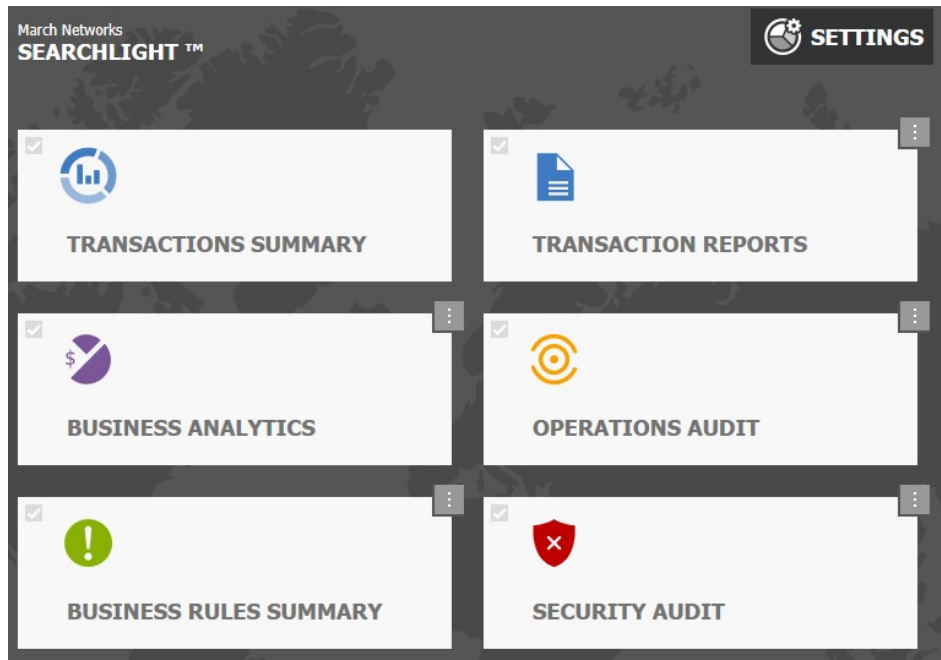 March Networks
SEARCHLIGHT ™
SETTINGS
TRANSACTIONS SUMMARY
TRANSACTION REPORTS
$
BUSINESS ANALYTICS
OPERATIONS AUDIT
BUSINESS RULES SUMMARY
SECURITY AUDIT